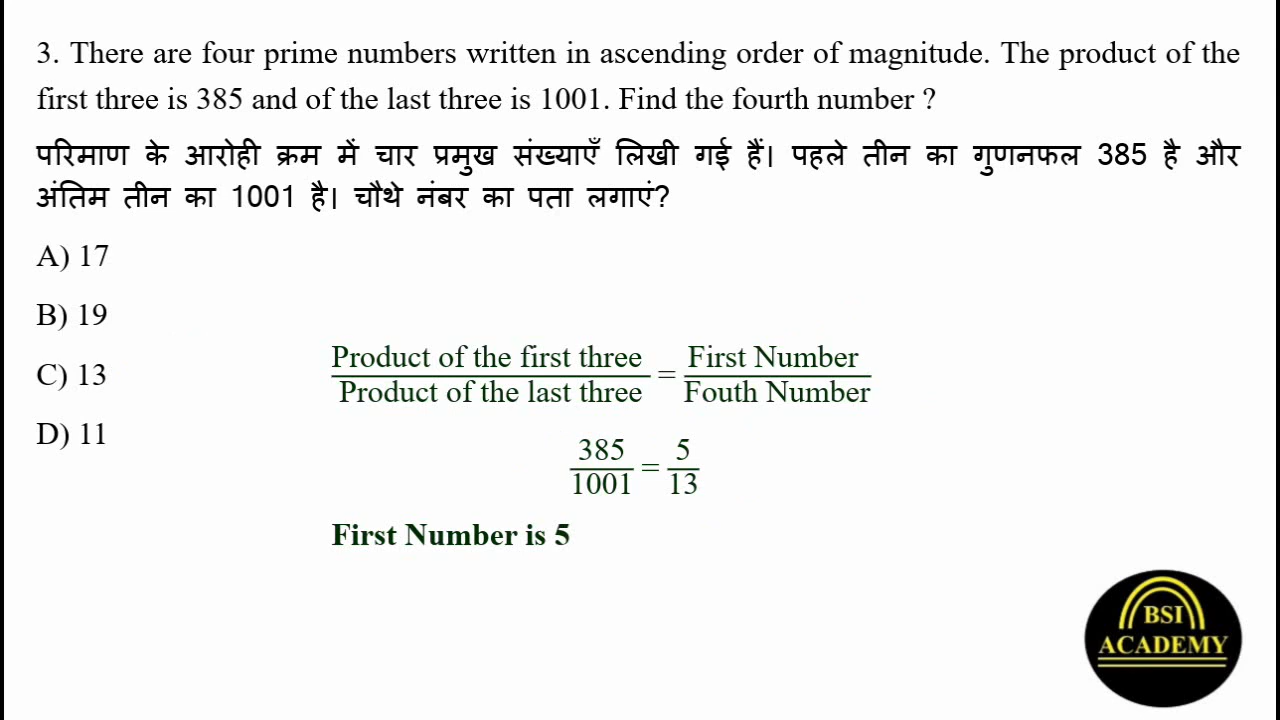 3. There are four prime numbers written in ascending order of magnitude. The product of the
first three is 385 and of the last three is 1001. Find the fourth number ?
परिमाण के आरोही क्रम में चार प्रमुख संख्याएँ लिखी गई हैं। पहले तीन का गुणनफल 385 है और
अंतिम तीन का 1001 है। चौथे नंबर का पता लगाएं?
A) 17
B) 19
C) 13
D) 11
Product of the first three
Product of the last three
=
First Number
Fouth Number
385
1001
=
5
13
First Number is 5
BSI
ACADEMY